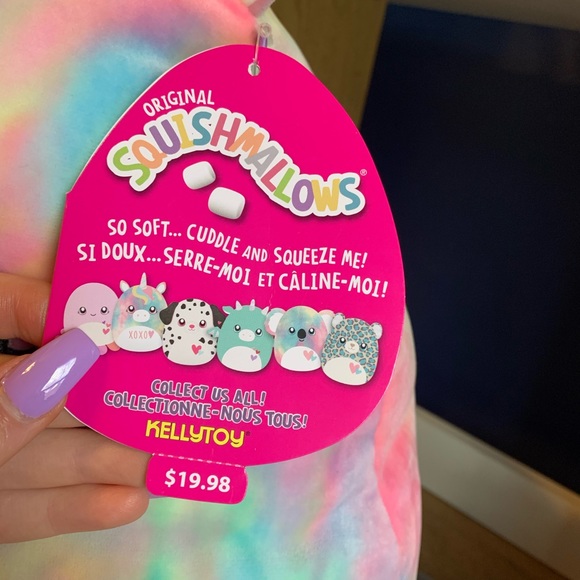 ORIGINAL
SQUISHMALLOWS®
SO SOFT... CUDDLE AND SQUEEZE ME!
SI DOUX... SERRE-MOI ET CÂLINE-MOI!
XOXO
COLLECT US ALL!
COLLECTIONNE-NOUS TOUS!
KELLYTOY™
$19.98